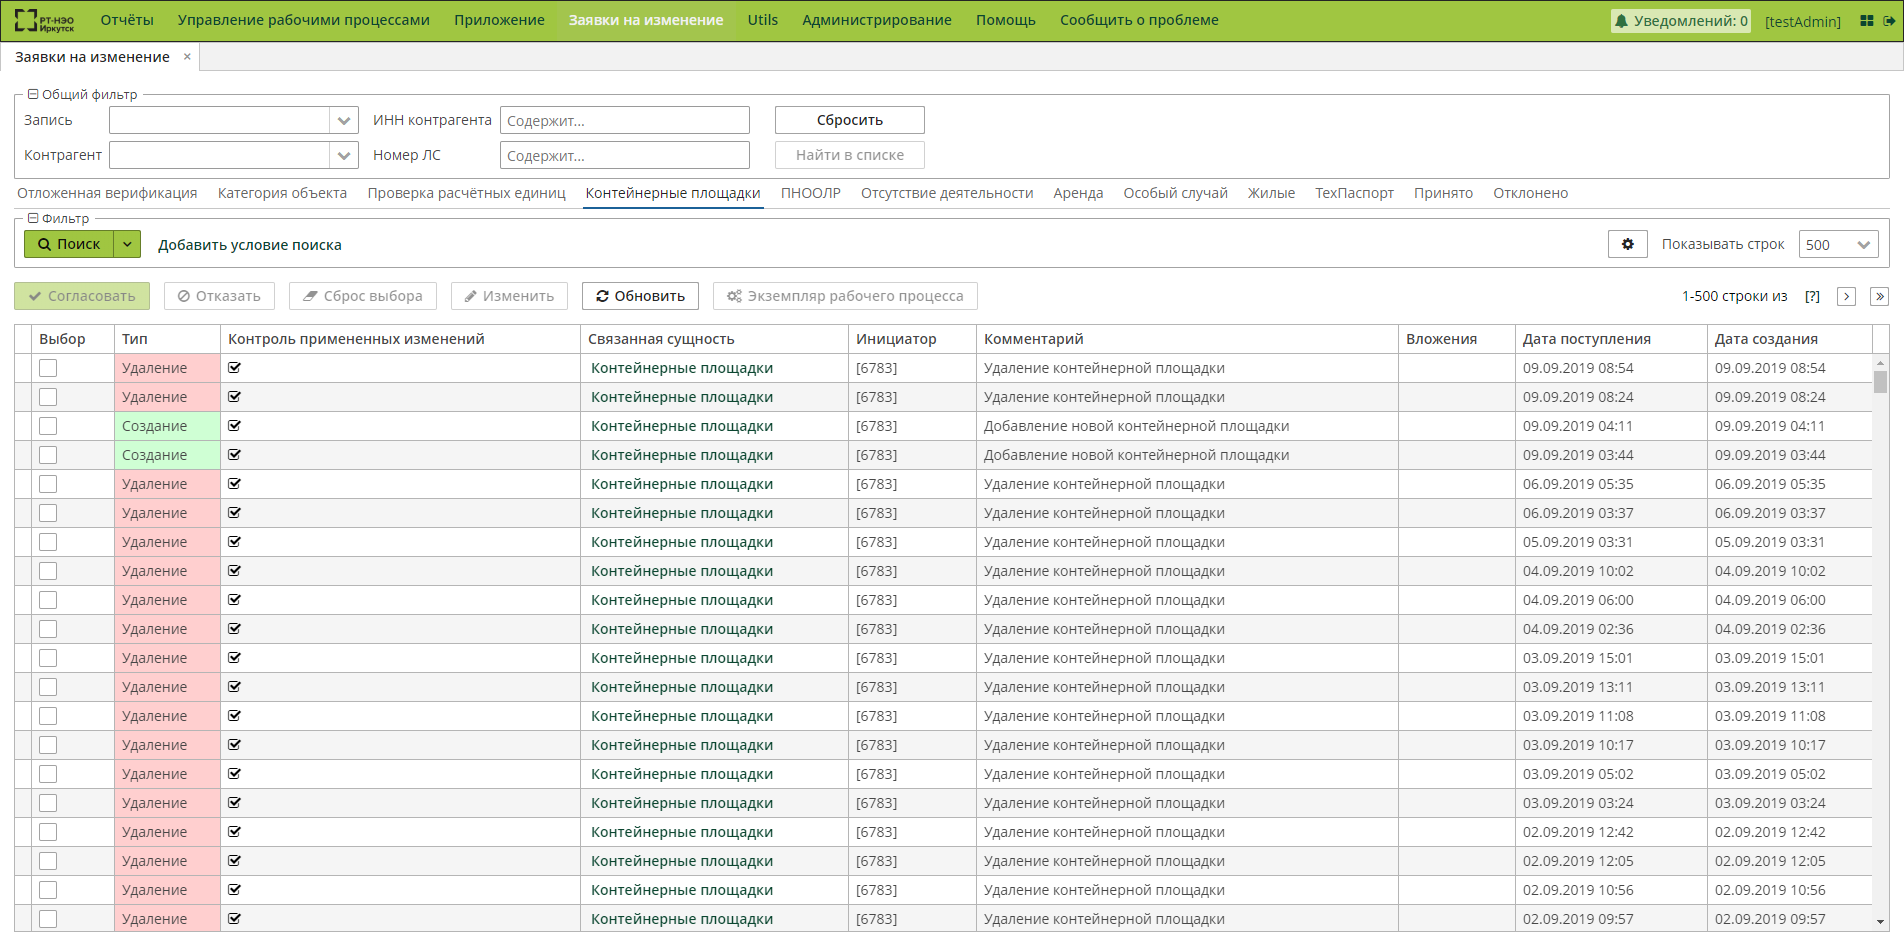 РТ-НЭО Иркутск Отчёты Управление рабочими процессами Приложение Заявки на изменение Utils Администрирование Помощь Сообщить о проблеме Уведомлений: 0 [testAdmin]
Заявки на изменение ×
Общий фильтр
Запись ИНН контрагента Содержит... Сбросить
Контрагент Номер ЛС Содержит... Найти в списке
Отложенная верификация Категория объекта Проверка расчётных единиц Контейнерные площадки ПНООЛР Отсутствие деятельности Аренда Особый случай Жилые ТехПаспорт Принято Отклонено
Фильтр
Поиск Добавить условие поиска Показывать строк 500
Согласовать Отказать Сброс выбора Изменить Обновить Экземпляр рабочего процесса 1-500 строки из [?]
Выбор Тип Контроль примененных изменений Связанная сущность Инициатор Комментарий Вложения Дата поступления Дата создания
Удаление Контейнерные площадки [6783] Удаление контейнерной площадки 09.09.2019 08:54 09.09.2019 08:54
Удаление Контейнерные площадки [6783] Удаление контейнерной площадки 09.09.2019 08:24 09.09.2019 08:24
Создание Контейнерные площадки [6783] Добавление новой контейнерной площадки 09.09.2019 04:11 09.09.2019 04:11
Создание Контейнерные площадки [6783] Добавление новой контейнерной площадки 09.09.2019 03:44 09.09.2019 03:44
Удаление Контейнерные площадки [6783] Удаление контейнерной площадки 06.09.2019 05:35 06.09.2019 05:35
Удаление Контейнерные площадки [6783] Удаление контейнерной площадки 06.09.2019 03:37 06.09.2019 03:37
Удаление Контейнерные площадки [6783] Удаление контейнерной площадки 05.09.2019 03:31 05.09.2019 03:31
Удаление Контейнерные площадки [6783] Удаление контейнерной площадки 04.09.2019 10:02 04.09.2019 10:02
Удаление Контейнерные площадки [6783] Удаление контейнерной площадки 04.09.2019 06:00 04.09.2019 06:00
Удаление Контейнерные площадки [6783] Удаление контейнерной площадки 04.09.2019 02:36 04.09.2019 02:36
Удаление Контейнерные площадки [6783] Удаление контейнерной площадки 03.09.2019 15:01 03.09.2019 15:01
Удаление Контейнерные площадки [6783] Удаление контейнерной площадки 03.09.2019 13:11 03.09.2019 13:11
Удаление Контейнерные площадки [6783] Удаление контейнерной площадки 03.09.2019 11:08 03.09.2019 11:08
Удаление Контейнерные площадки [6783] Удаление контейнерной площадки 03.09.2019 10:17 03.09.2019 10:17
Удаление Контейнерные площадки [6783] Удаление контейнерной площадки 03.09.2019 05:02 03.09.2019 05:02
Удаление Контейнерные площадки [6783] Удаление контейнерной площадки 03.09.2019 03:24 03.09.2019 03:24
Удаление Контейнерные площадки [6783] Удаление контейнерной площадки 02.09.2019 12:42 02.09.2019 12:42
Удаление Контейнерные площадки [6783] Удаление контейнерной площадки 02.09.2019 12:05 02.09.2019 12:05
Удаление Контейнерные площадки [6783] Удаление контейнерной площадки 02.09.2019 10:56 02.09.2019 10:56
Удаление Контейнерные площадки [6783] Удаление контейнерной площадки 02.09.2019 09:57 02.09.2019 09:57